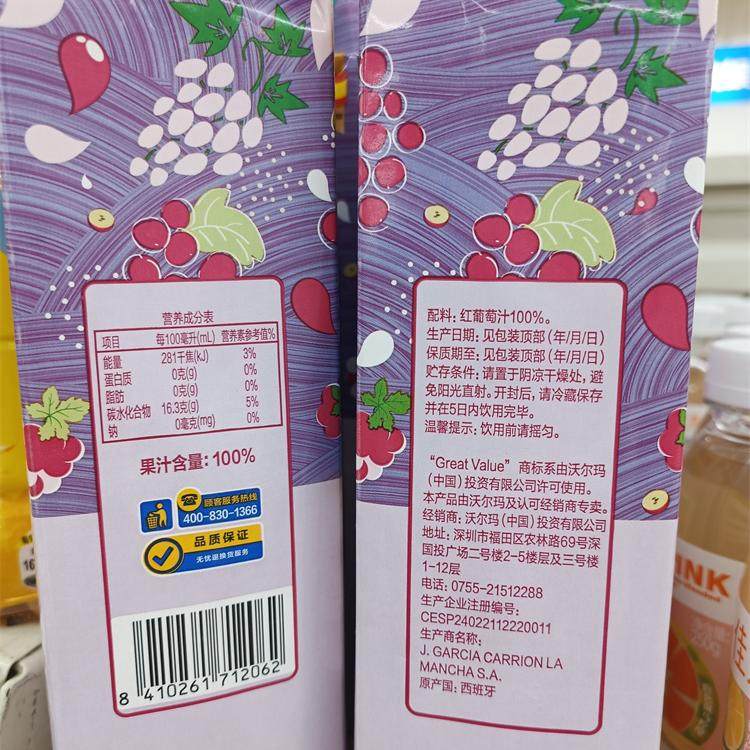 营养成分表
项目 每100毫升(mL) 营养素参考值%
能量 281千焦(kJ) 3%
蛋白质 0克(g) 0%
脂肪 0克(g) 0%
碳水化合物 16.3克(g) 5%
钠 0毫克(mg) 0%
果汁含量: 100%
顾客服务热线
400-830-1366
品质保证
无忧退换货服务
8 410261 712062
配料: 红葡萄汁100%。
生产日期: 见包装顶部 (年/月/日)
保质期至: 见包装顶部 (年/月/日)
贮存条件: 请置于阴凉干燥处, 避
免阳光直射。开封后, 请冷藏保存
并在5日内饮用完毕。
温馨提示: 饮用前请摇匀。
“Great Value” 商标系由沃尔玛
(中国) 投资有限公司许可使用。
本产品由沃尔玛及认可经销商专卖。
经销商: 沃尔玛 (中国) 投资有限公司
地址: 深圳市福田区农林路69号深
国投广场二号楼2-5楼层及三号楼
1-12层
电话: 0755-21512288
生产企业注册编号:
CESP24022112220011
生产商名称:
J. GARCIA CARRION LA
MANCHA S.A.
原产国: 西班牙
INK